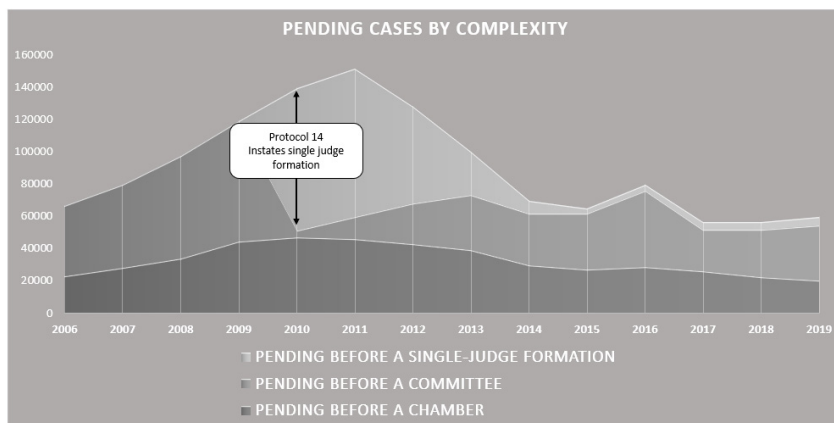 PENDING CASES BY COMPLEXITY
160000
140000
120000
100000
80000
60000
40000
20000
0
Protocol 14
Instates single judge
formation
2006 2007 2008 2009 2010 2011 2012 2013 2014 2015 2016 2017 2018 2019
PENDING BEFORE A SINGLE-JUDGE FORMATION
PENDING BEFORE A COMMITTEE
PENDING BEFORE A CHAMBER